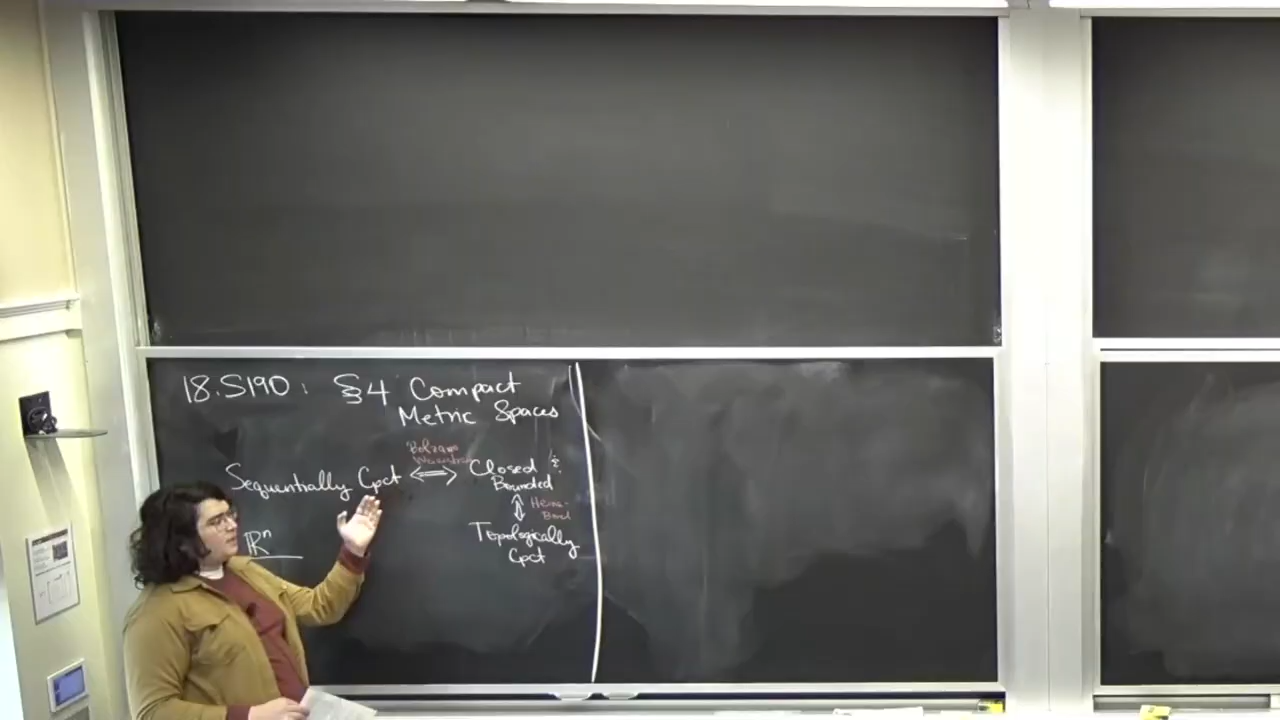 18.S190: §4 Compact
Metric Spaces
Bolzano
Weierstrass
Sequentially Cpct ⟺ Closed &
Bounded
⇕ Heine-
Borel
ℝⁿ
Topologically
Cpct